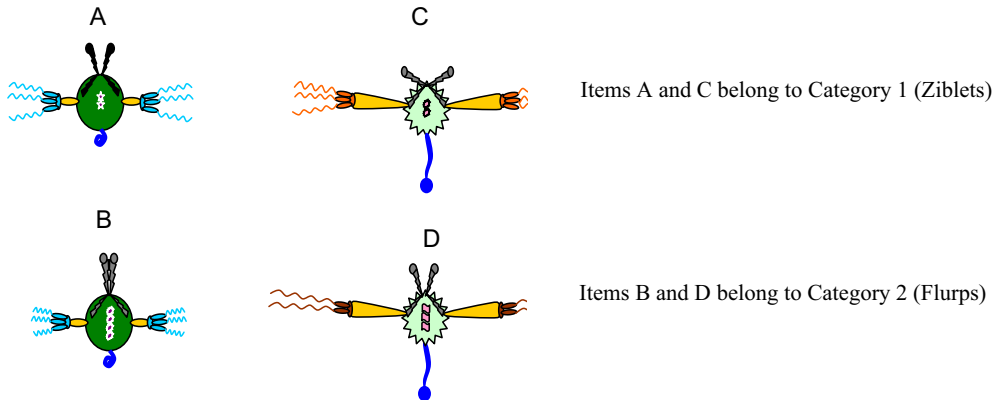 A
C
Items A and C belong to Category 1 (Ziblets)
B
D
Items B and D belong to Category 2 (Flurps)